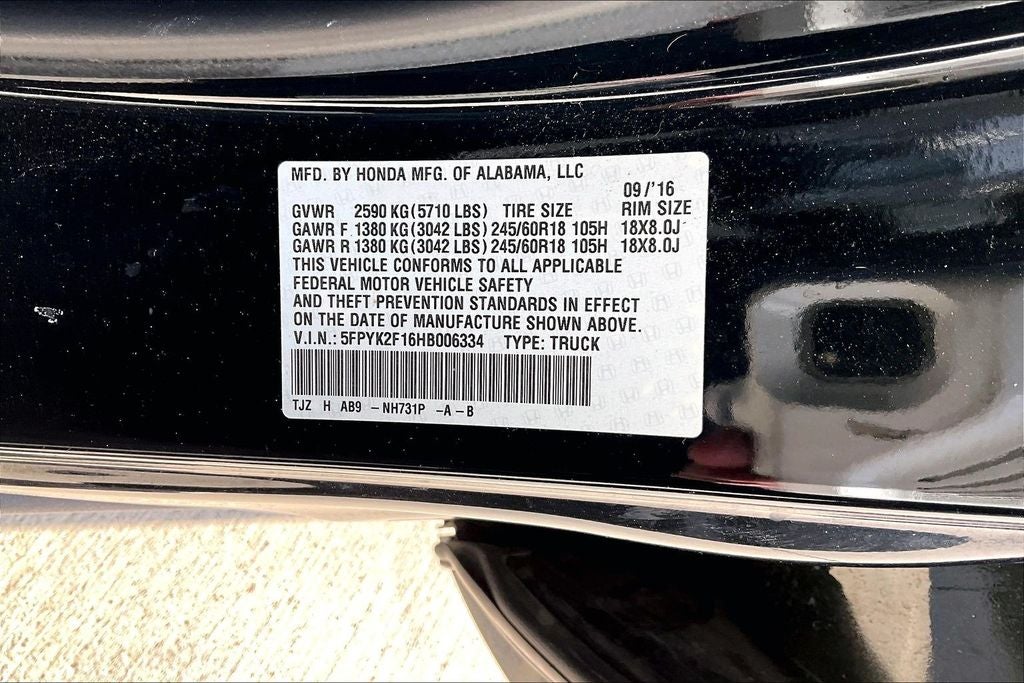 MFD. BY HONDA MFG. OF ALABAMA, LLC
09/'16
GVWR 2590 KG(5710 LBS) TIRE SIZE RIM SIZE
GAWR F 1380 KG(3042 LBS) 245/60R18 105H 18X8.0J
GAWR R 1380 KG(3042 LBS) 245/60R18 105H 18X8.0J
THIS VEHICLE CONFORMS TO ALL APPLICABLE
FEDERAL MOTOR VEHICLE SAFETY
AND THEFT PREVENTION STANDARDS IN EFFECT
ON THE DATE OF MANUFACTURE SHOWN ABOVE.
V.I.N.: 5FPYK2F16HB006334 TYPE: TRUCK
TJZ H AB9 -NH731P -A-B